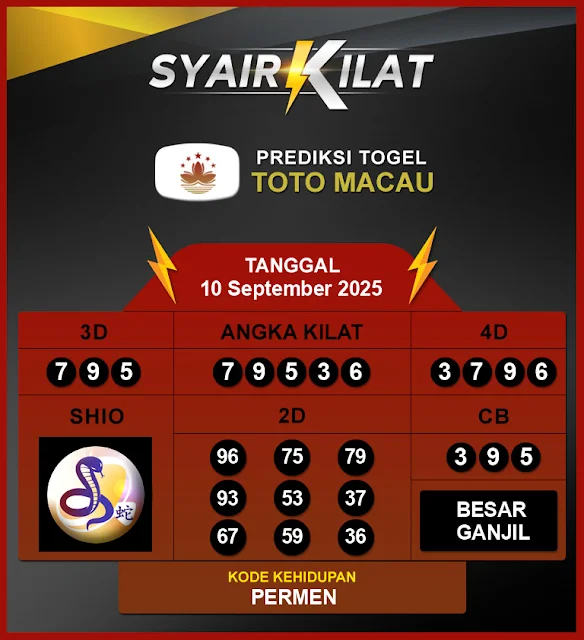 SYAIR KILAT
PREDIKSI TOGEL
TOTO MACAU
TANGGAL
10 September 2025
3D
7 9 5
ANGKA KILAT
7 9 5 3 6
4D
3 7 9 6
SHIO
蛇
2D
96 75 79
93 53 37
67 59 36
CB
3 9 5
BESAR
GANJIL
KODE KEHIDUPAN
PERMEN